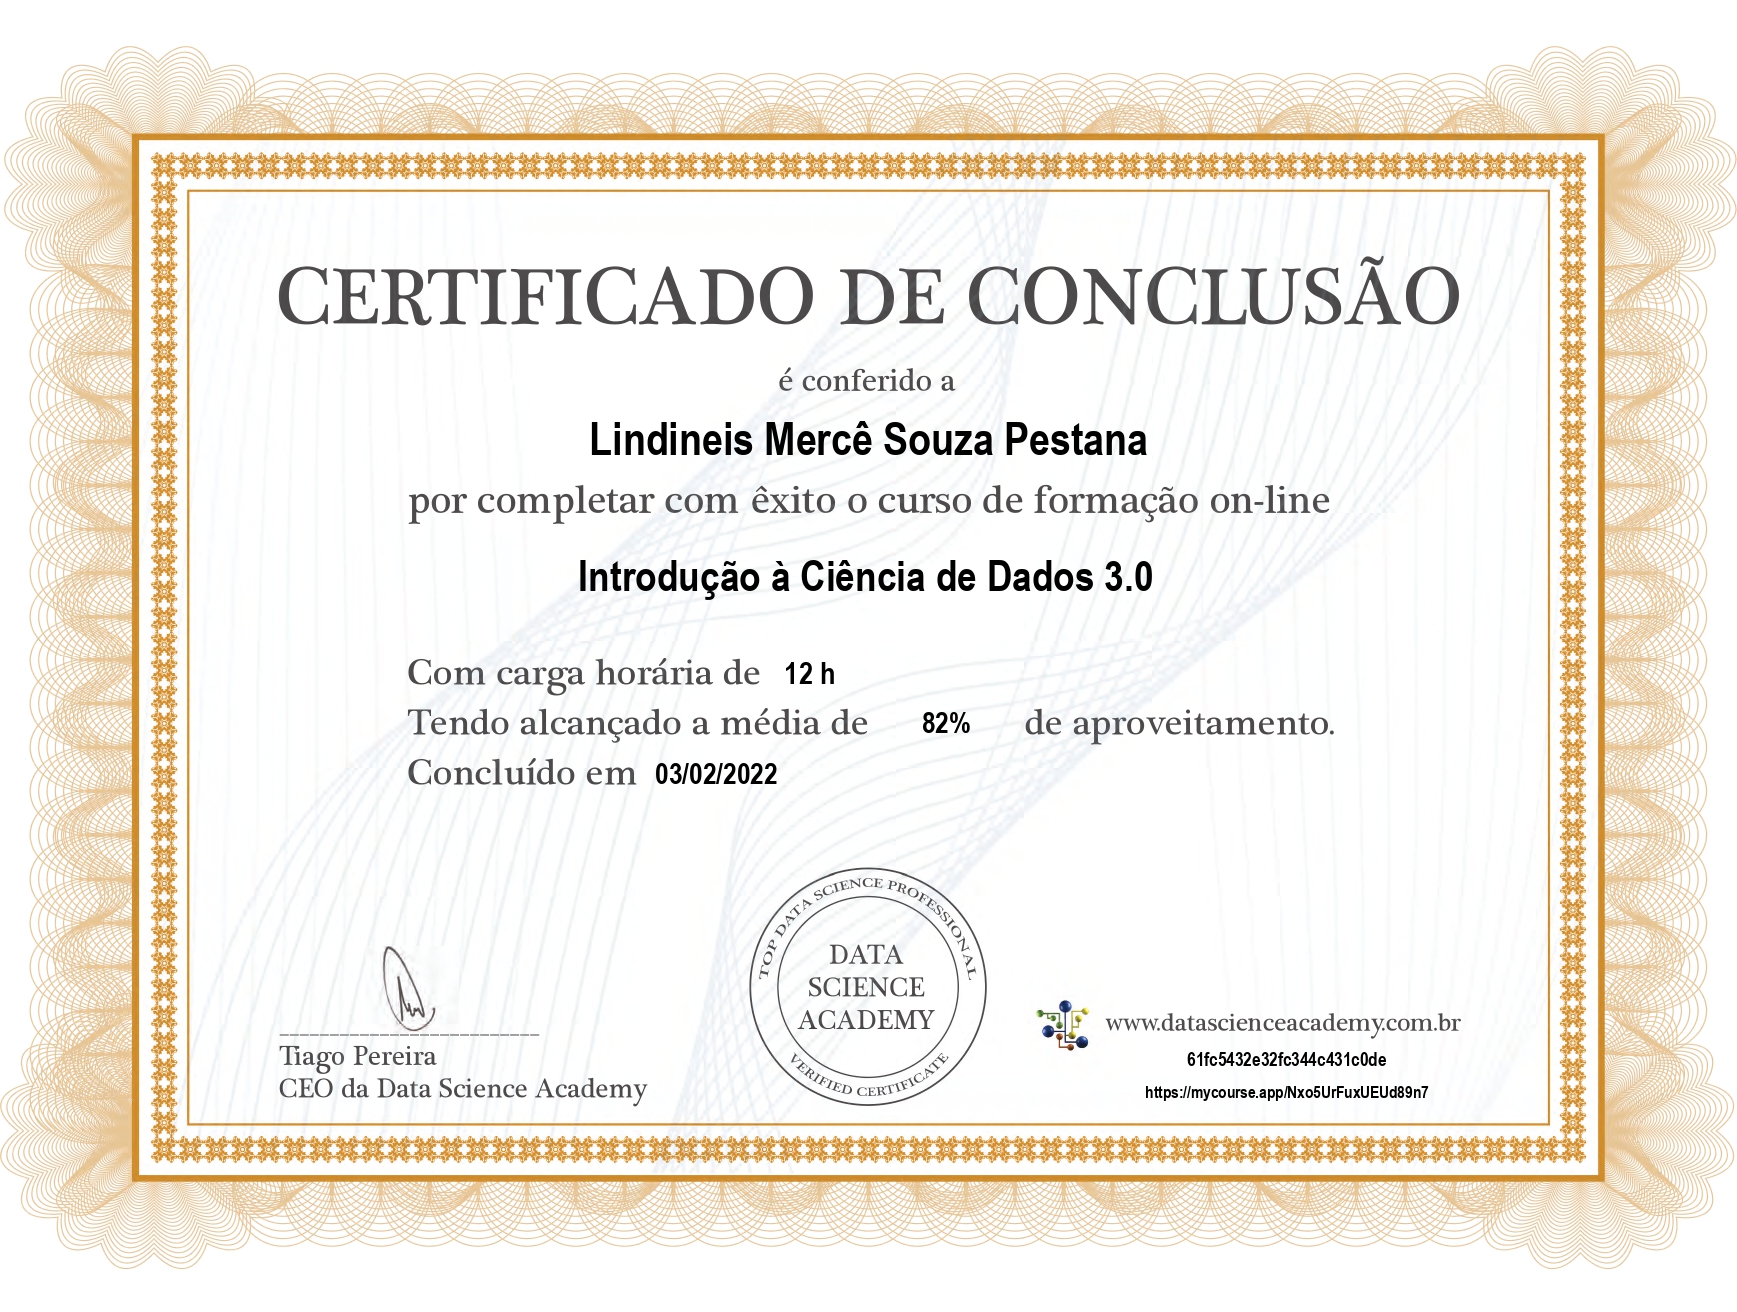 CERTIFICADO DE CONCLUSÃO
é conferido a
Lindineis Mercê Souza Pestana
por completar com êxito o curso de formação on-line
Introdução à Ciência de Dados 3.0
Com carga horária de 12 h
Tendo alcançado a média de 82% de aproveitamento.
Concluído em 03/02/2022
TOP DATA SCIENCE PROFESSIONAL
DATA
SCIENCE
ACADEMY
VERIFIED CERTIFICATE
Tiago Pereira
CEO da Data Science Academy
www.datascienceacademy.com.br
61fc5432e32fc344c431c0de
https://mycourse.app/Nxo5UrFuxUEUd89n7